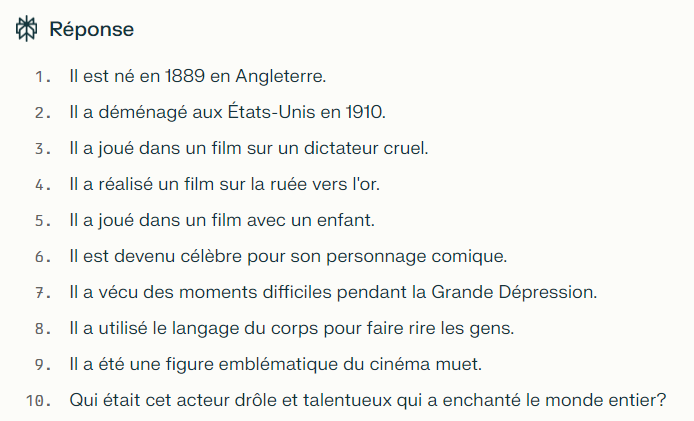 Réponse
1. Il est né en 1889 en Angleterre.
2. Il a déménagé aux États-Unis en 1910.
3. Il a joué dans un film sur un dictateur cruel.
4. Il a réalisé un film sur la ruée vers l'or.
5. Il a joué dans un film avec un enfant.
6. Il est devenu célèbre pour son personnage comique.
7. Il a vécu des moments difficiles pendant la Grande Dépression.
8. Il a utilisé le langage du corps pour faire rire les gens.
9. Il a été une figure emblématique du cinéma muet.
10. Qui était cet acteur drôle et talentueux qui a enchanté le monde entier?